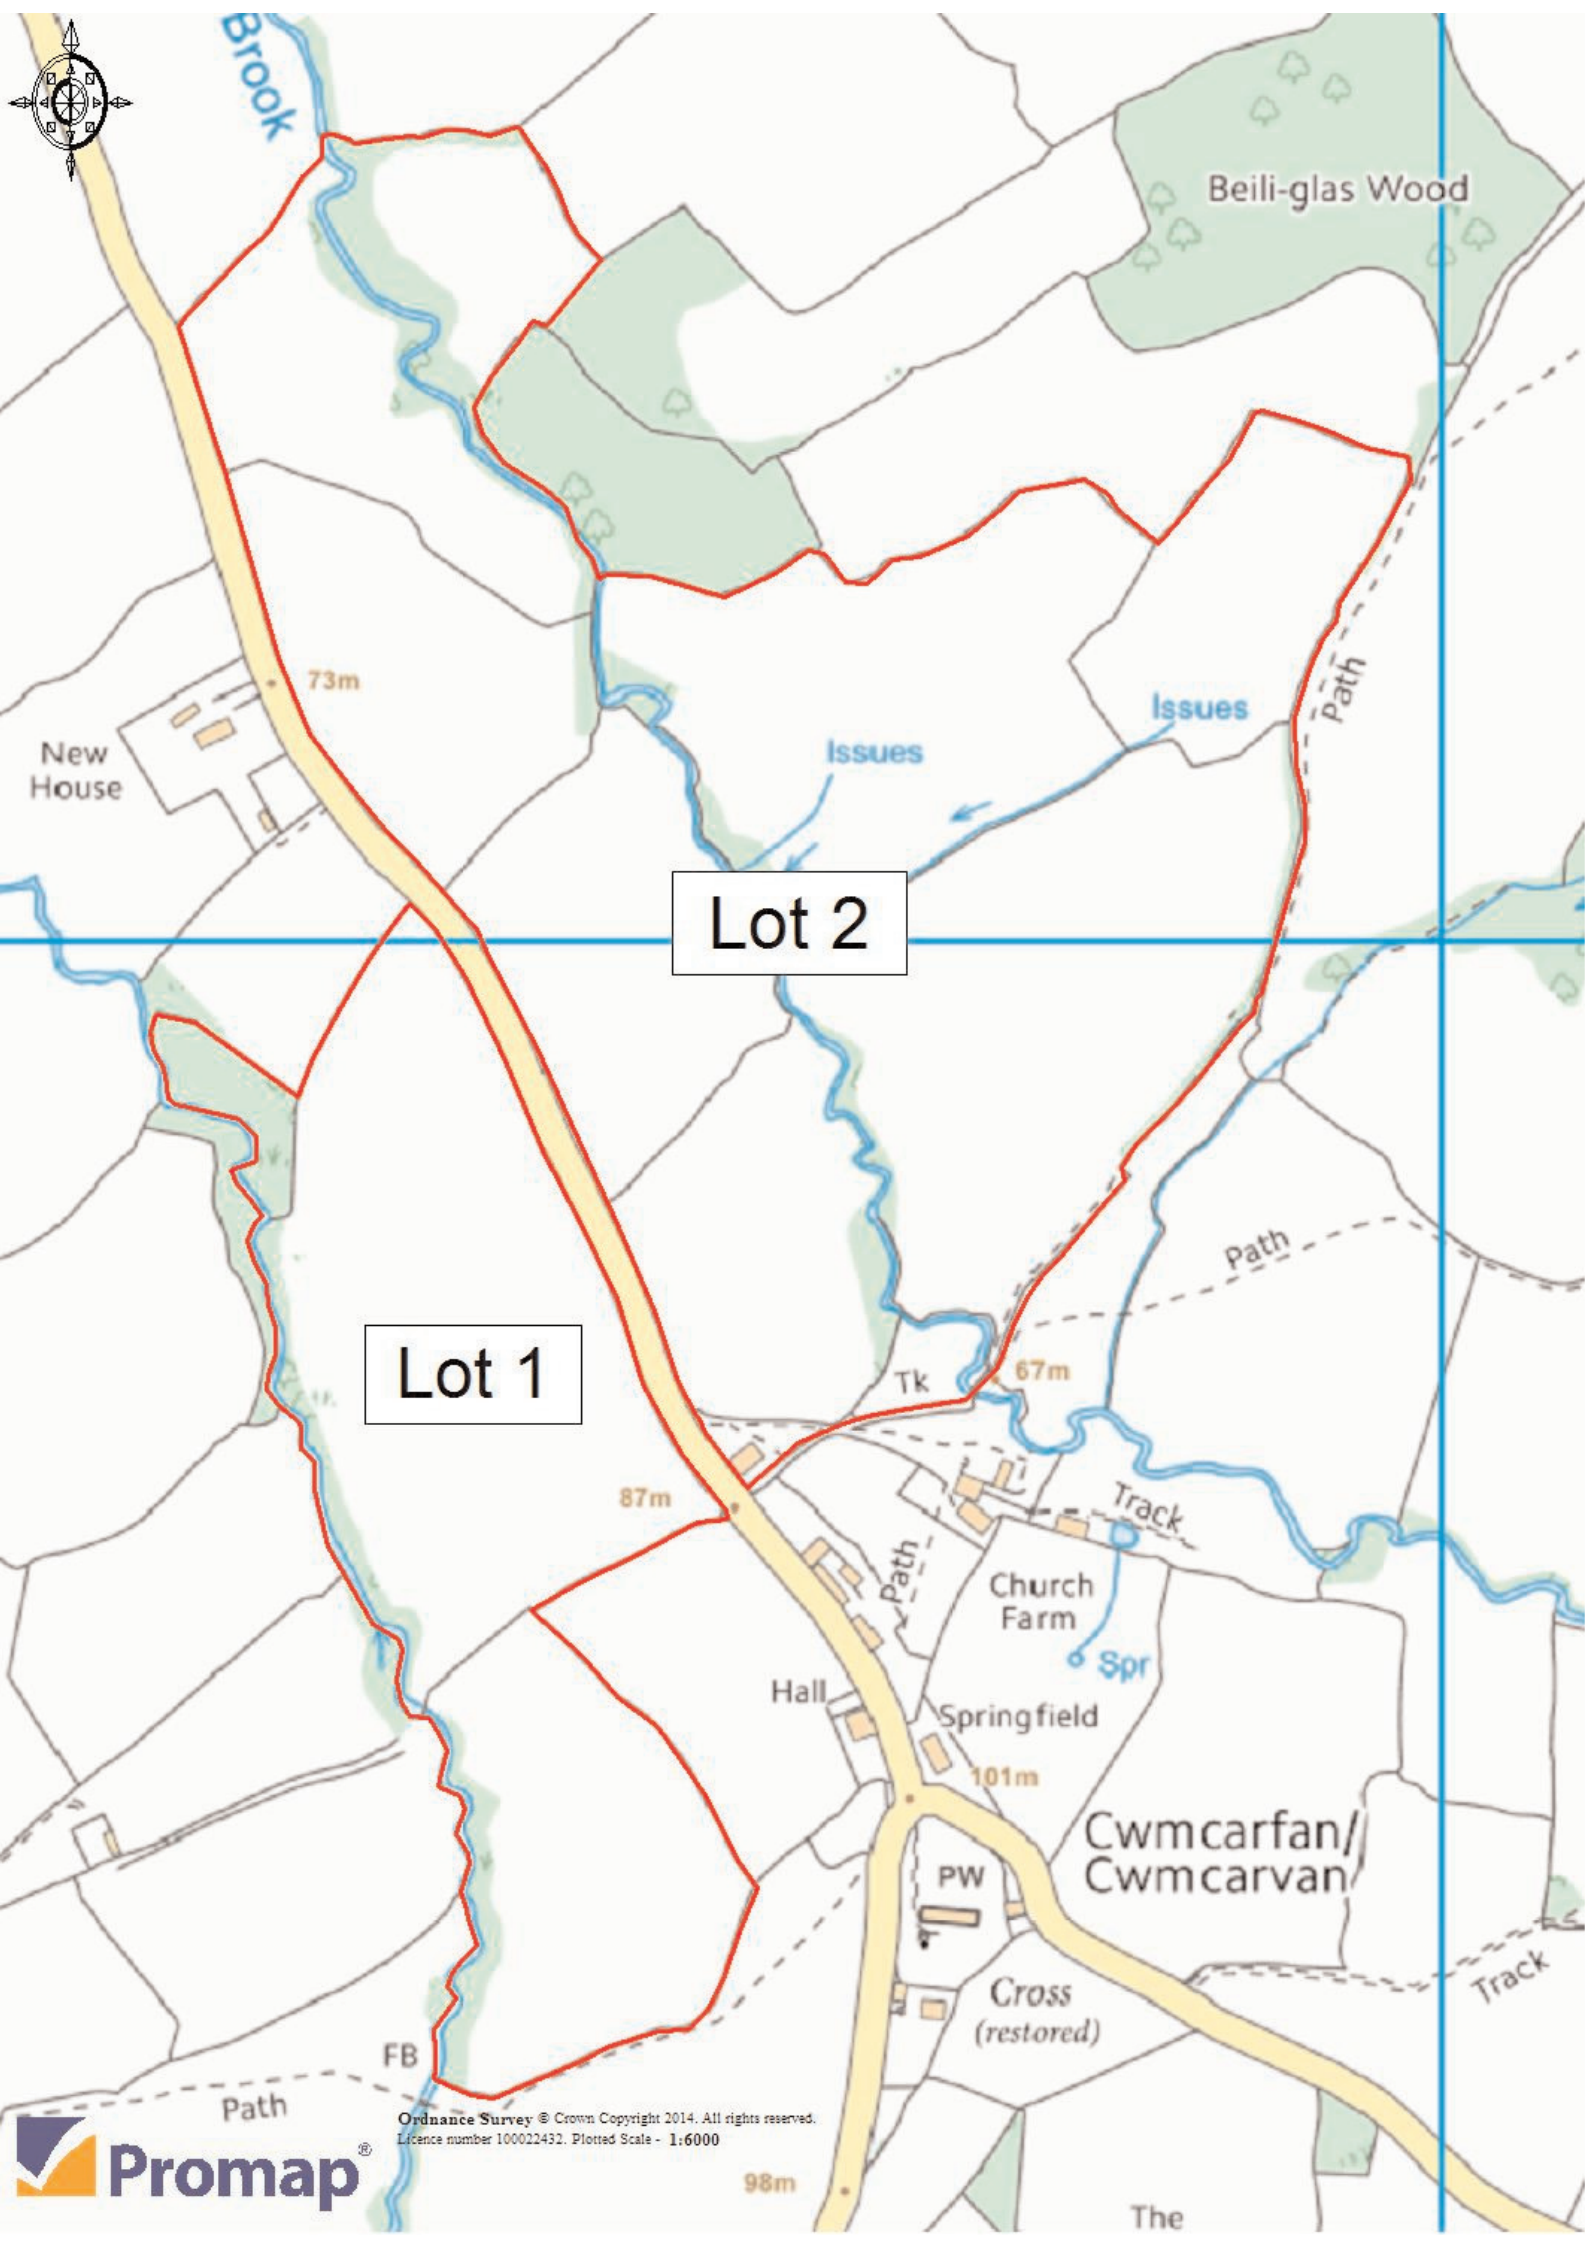 Brook
Beili-glas Wood
73m
Path
Issues
Issues
New
House
Lot 2
Path
Lot 1
Tk
67m
87m
Track
Path
Church
Farm
Spr
Hall
Springfield
101m
Cwmcarfan/
Cwmcarvan
PW
Cross
(restored)
Track
FB
Path
Ordnance Survey © Crown Copyright 2014. All rights reserved.
Licence number 100022432. Plotted Scale - 1:6000
Promap®
98m
The